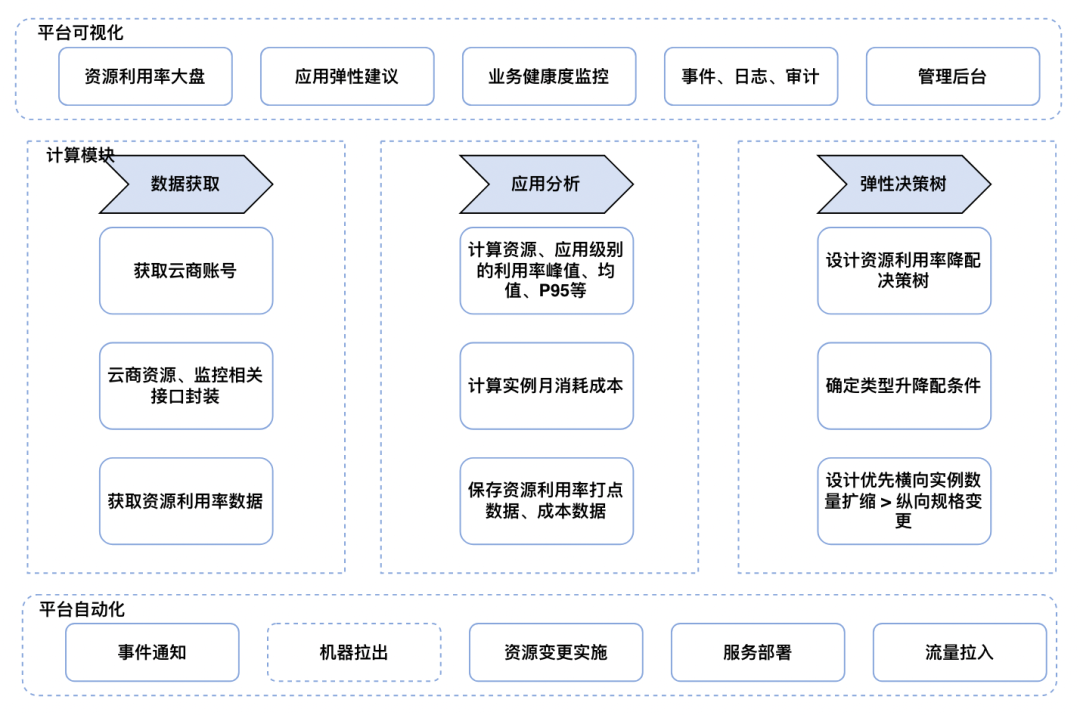 平台可视化
资源利用率大盘
应用弹性建议
业务健康度监控
事件、日志、审计
管理后台
计算模块
数据获取
获取云商账号
云商资源、监控相关
接口封装
获取资源利用率数据
应用分析
计算资源、应用级别
的利用率峰值、均
值、P95等
计算实例月消耗成本
保存资源利用率打点
数据、成本数据
弹性决策树
设计资源利用率降配
决策树
确定类型升降配条件
设计优先横向实例数
量扩缩 > 纵向规格变
更
平台自动化
事件通知
机器拉出
资源变更实施
服务部署
流量拉入